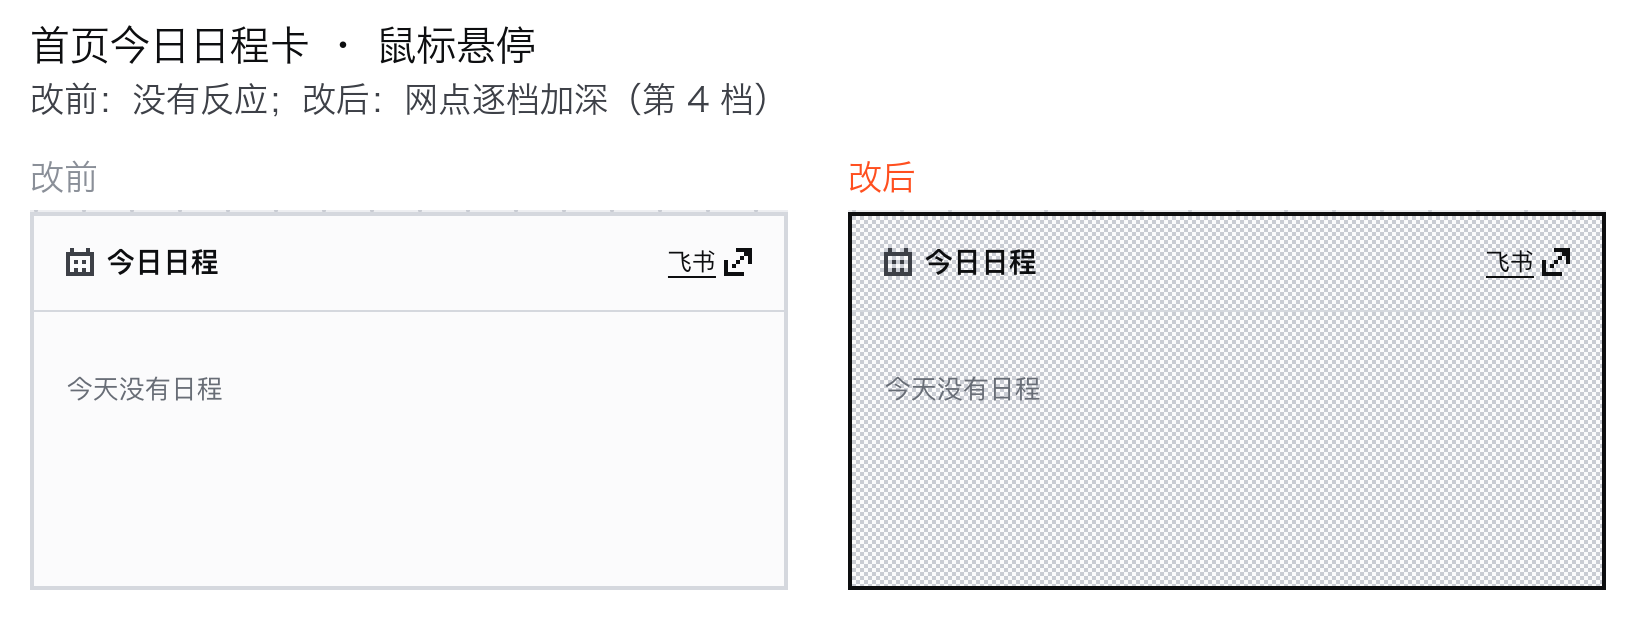 首页今日日程卡 · 鼠标悬停
改前：没有反应；改后：网点逐档加深（第 4 档）
改前
改后
今日日程
飞书
今天没有日程
今日日程
飞书
今天没有日程